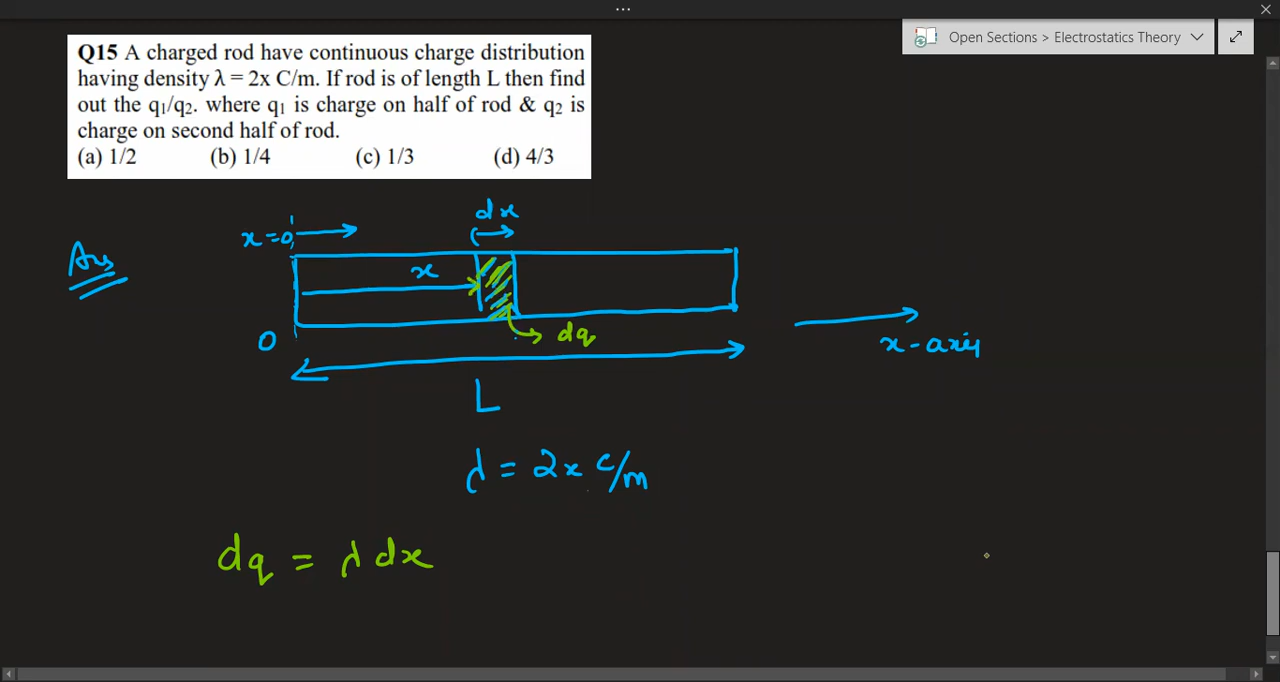 Open Sections > Electrostatics Theory
Q15 A charged rod have continuous charge distribution
having density λ = 2x C/m. If rod is of length L then find
out the q₁/q₂. where q₁ is charge on half of rod & q₂ is
charge on second half of rod.
(a) 1/2 (b) 1/4 (c) 1/3 (d) 4/3
dx
x=0
Ans
x
dq
0
x-axis
L
λ = 2x C/m
dq = λ dx